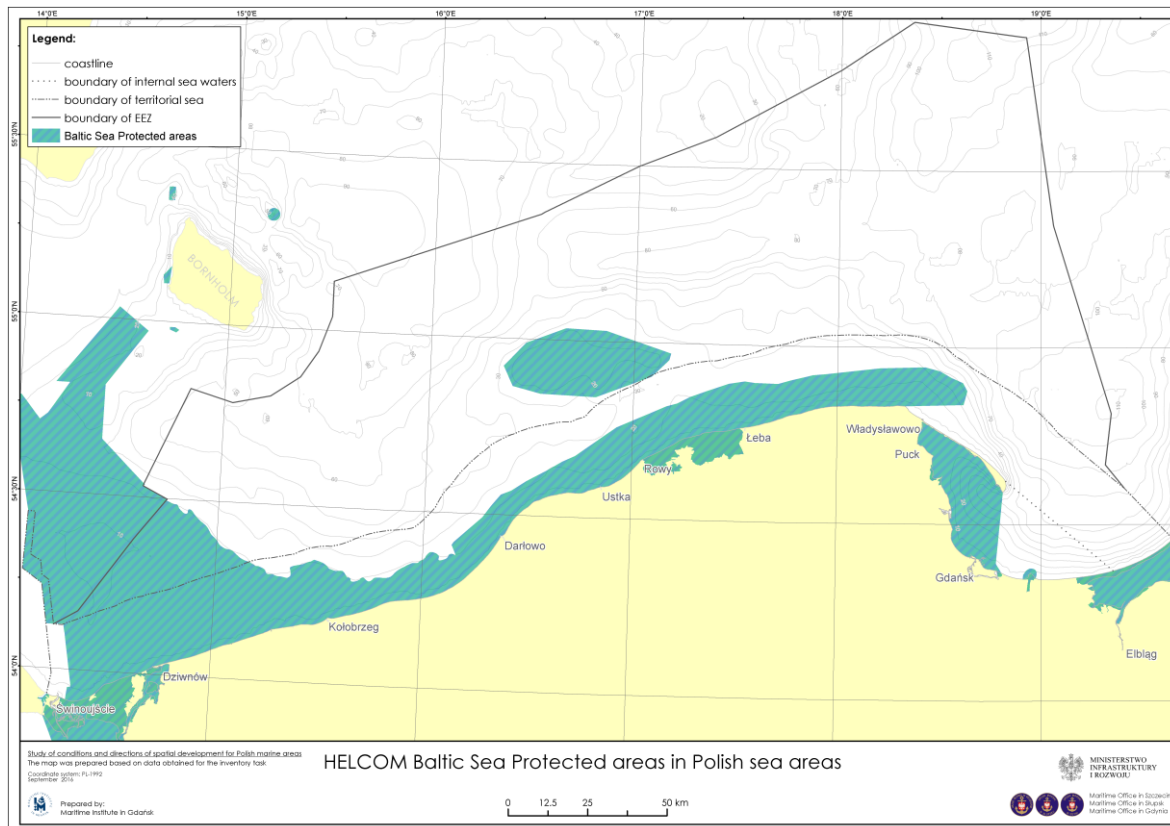 14°0'E 15°0'E 16°0'E 17°0'E 18°0'E 19°0'E
Legend:
coastline
boundary of internal sea waters
boundary of territorial sea
boundary of EEZ
Baltic Sea Protected areas
55°30'N
BORNHOLM
55°0'N
Łeba
Władysławowo
Puck
Rowy
54°30'N
Ustka
Darłowo
Gdańsk
Kołobrzeg
Elbląg
54°0'N
Dziwnów
Świnoujście
Study of conditions and directions of spatial development for Polish marine areas
The map was prepared based on data obtained for the inventory task
Coordinate system: PL-1992
September 2016
Prepared by:
Maritime Institute in Gdańsk
HELCOM Baltic Sea Protected areas in Polish sea areas
0 12.5 25 50 km
MINISTERSTWO
INFRASTRUKTURY
I ROZWOJU
Maritime Office in Szczecin
Maritime Office in Słupsk
Maritime Office in Gdynia